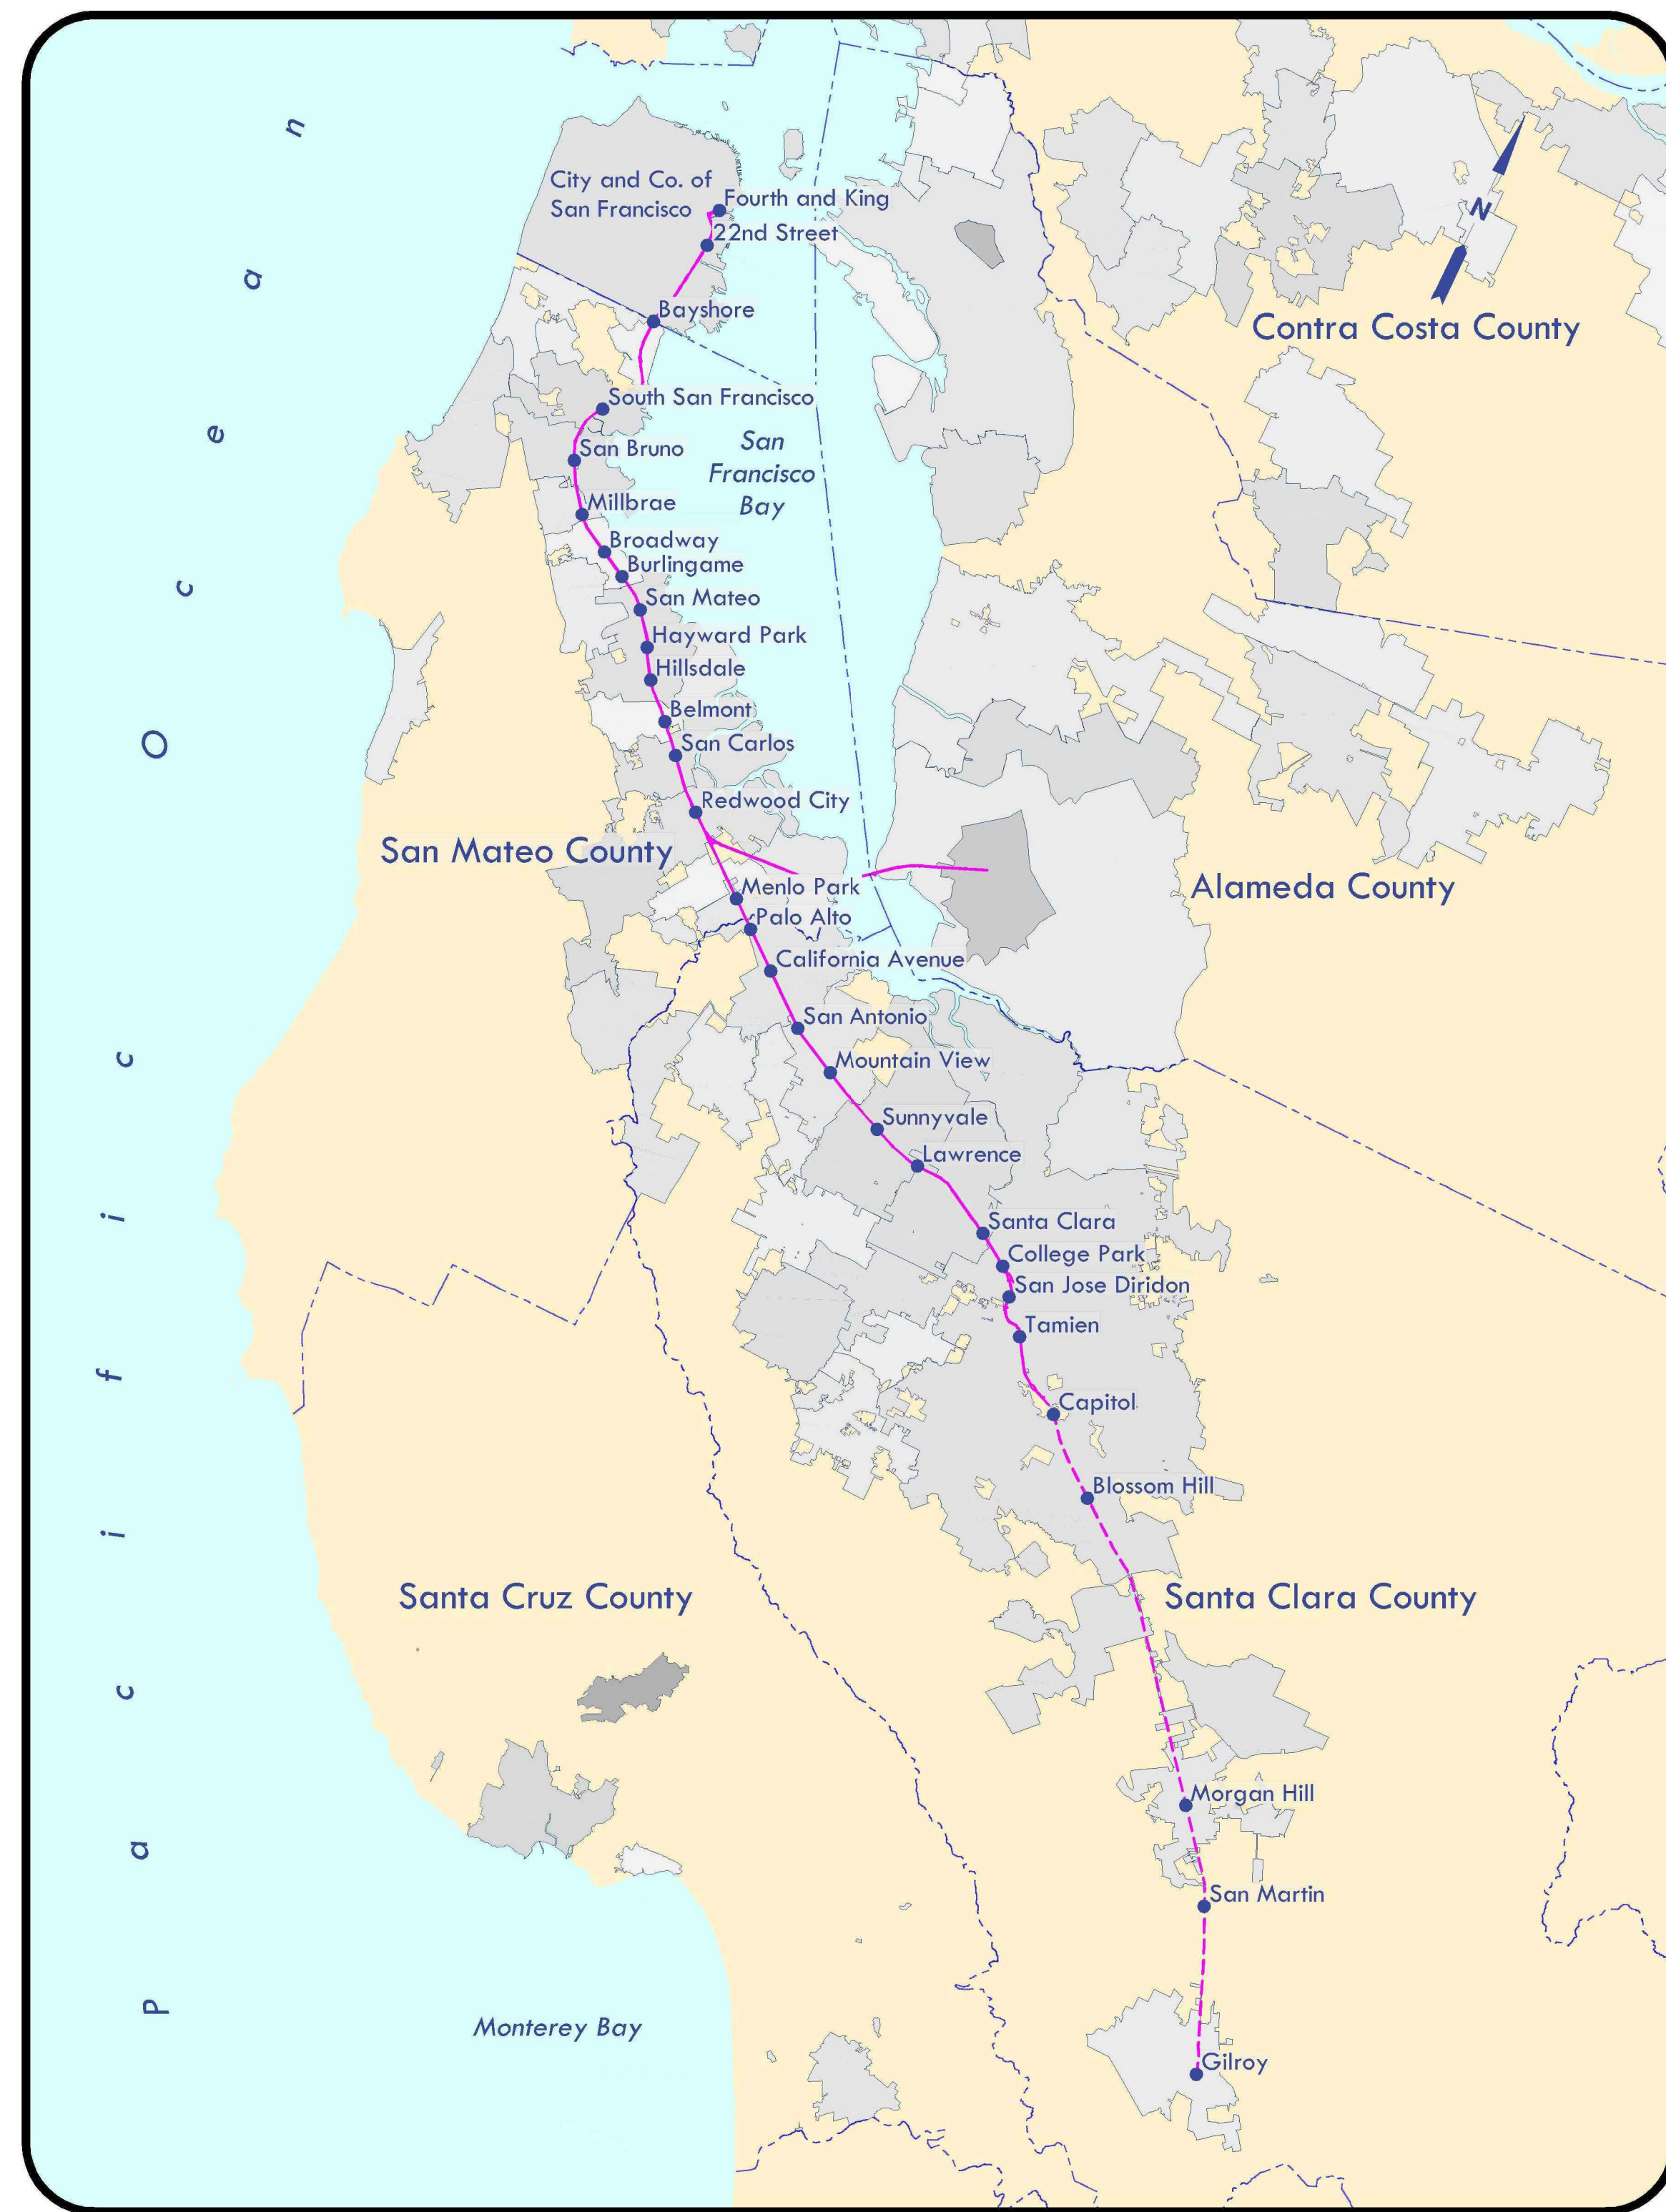 City and Co. of
San Francisco
Fourth and King
22nd Street
N
Bayshore
Contra Costa County
South San Francisco
San
Francisco
Bay
San Bruno
Millbrae
Broadway
Burlingame
San Mateo
Hayward Park
Hillsdale
Belmont
San Carlos
Redwood City
San Mateo County
Menlo Park
Alameda County
Palo Alto
California Avenue
San Antonio
Mountain View
Sunnyvale
Lawrence
Santa Clara
College Park
San Jose Diridon
Tamien
Capitol
Blossom Hill
Santa Cruz County
Santa Clara County
Morgan Hill
San Martin
Monterey Bay
Gilroy
Pacific Ocean